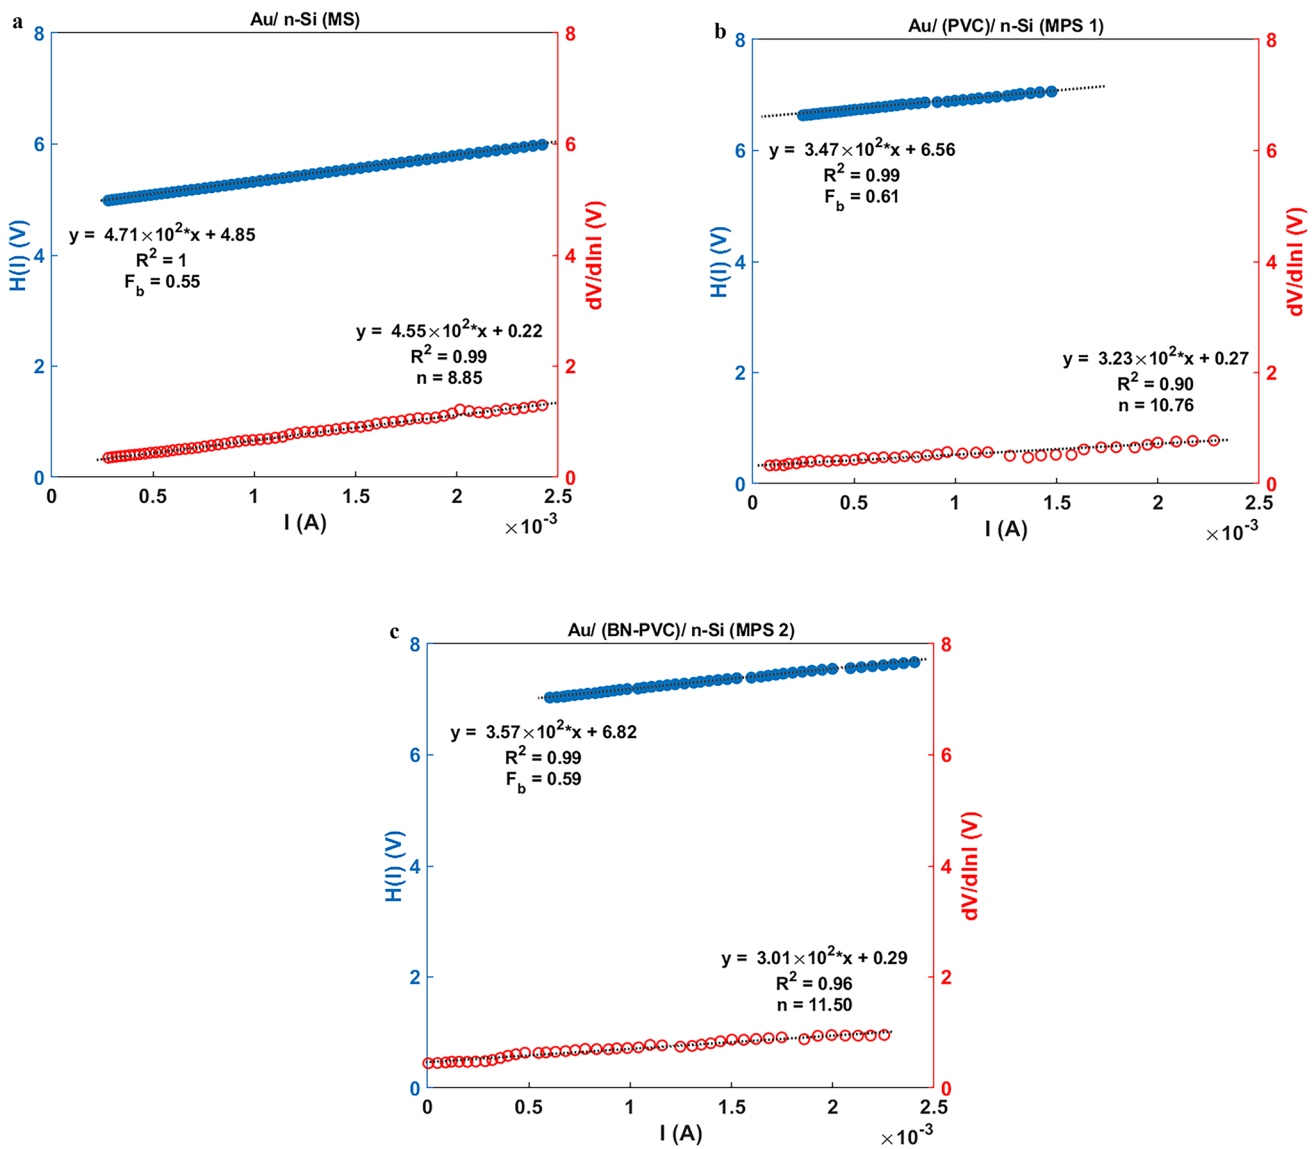 a
Au/ n-Si (MS)
8
6
4
2
0
H(I) (V)
y = 4.71×10²*x + 4.85
R² = 1
F_b = 0.55
y = 4.55×10²*x + 0.22
R² = 0.99
n = 8.85
8
6
4
2
0
dV/dlnI (V)
0 0.5 1 1.5 2 2.5
I (A)
×10⁻³
b
Au/ (PVC)/ n-Si (MPS 1)
8
6
4
2
0
H(I) (V)
y = 3.47×10²*x + 6.56
R² = 0.99
F_b = 0.61
y = 3.23×10²*x + 0.27
R² = 0.90
n = 10.76
8
6
4
2
0
dV/dlnI (V)
0 0.5 1 1.5 2 2.5
I (A)
×10⁻³
c
Au/ (BN-PVC)/ n-Si (MPS 2)
8
6
4
2
0
H(I) (V)
y = 3.57×10²*x + 6.82
R² = 0.99
F_b = 0.59
y = 3.01×10²*x + 0.29
R² = 0.96
n = 11.50
8
6
4
2
0
dV/dlnI (V)
0 0.5 1 1.5 2 2.5
I (A)
×10⁻³